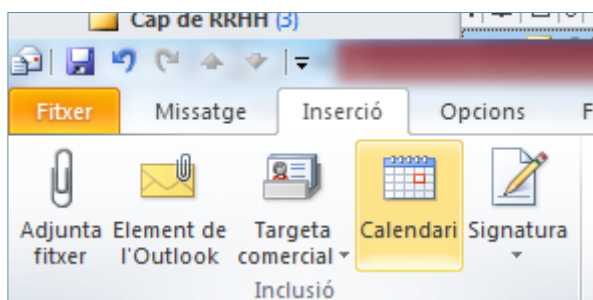 Cap de RRHH (3)
Fitxer Missatge Inserció Opcions F
Adjunta fitxer
Element de l'Outlook
Targeta comercial
Calendari
Signatura
Inclusió